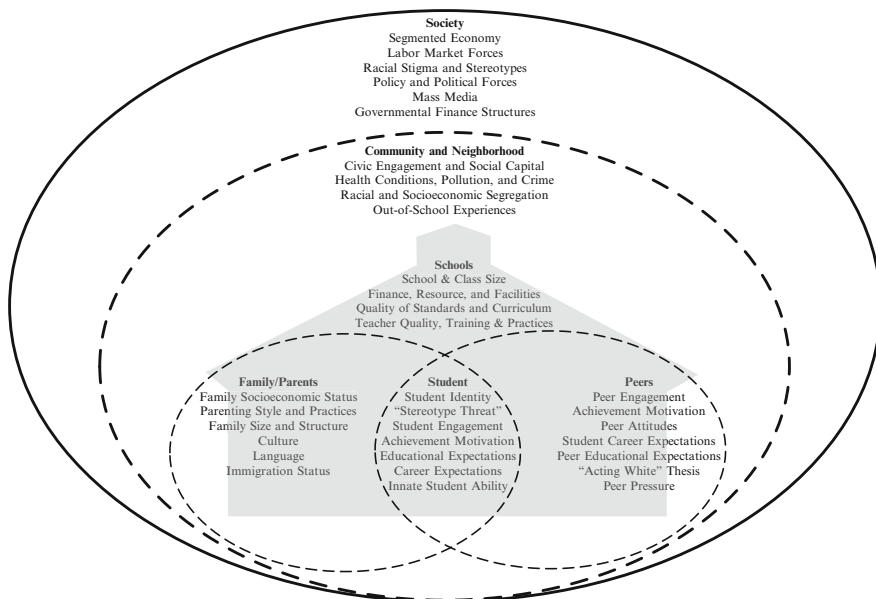 Society
Segmented Economy
Labor Market Forces
Racial Stigma and Stereotypes
Policy and Political Forces
Mass Media
Governmental Finance Structures
Community and Neighborhood
Civic Engagement and Social Capital
Health Conditions, Pollution, and Crime
Racial and Socioeconomic Segregation
Out-of-School Experiences
Schools
School & Class Size
Finance, Resource, and Facilities
Quality of Standards and Curriculum
Teacher Quality, Training & Practices
Family/Parents
Family Socioeconomic Status
Parenting Style and Practices
Family Size and Structure
Culture
Language
Immigration Status
Student
Student Identity
“Stereotype Threat”
Student Engagement
Achievement Motivation
Educational Expectations
Career Expectations
Innate Student Ability
Peers
Peer Engagement
Achievement Motivation
Peer Attitudes
Student Career Expectations
Peer Educational Expectations
“Acting White” Thesis
Peer Pressure